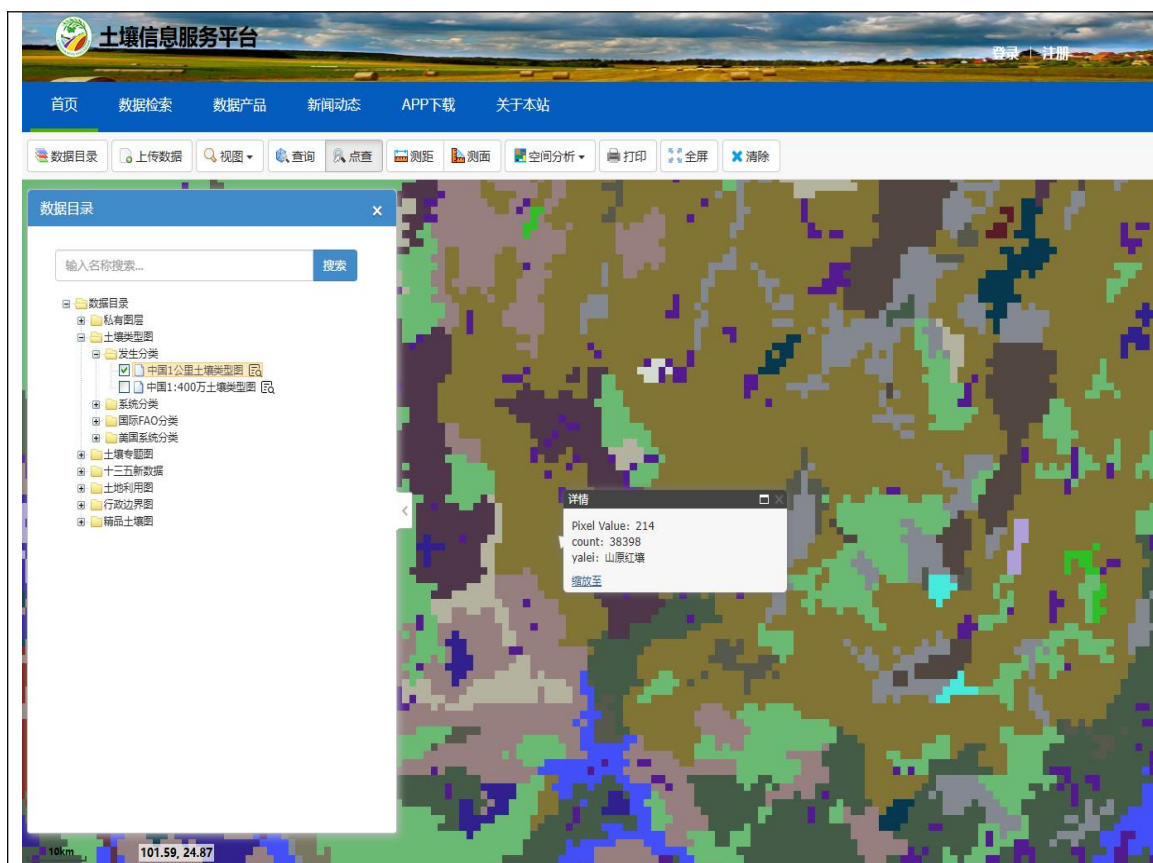 土壤信息服务平台
登录 | 注册
首页 数据检索 数据产品 新闻动态 APP下载 关于本站
数据目录 上传数据 视图 查询 点查 测距 测面 空间分析 打印 全屏 清除
数据目录 ×
输入名称搜索... 搜索
数据目录
私有图层
土壤类型图
发生分类
中国1公里土壤类型图
中国1:400万土壤类型图
系统分类
国际FAO分类
美国系统分类
土壤专题图
十三五新数据
土地利用图
行政边界图
精品土壤图
详情
Pixel Value: 214
count: 38398
yalei: 山原红壤
缩放至
10km
101.59, 24.87